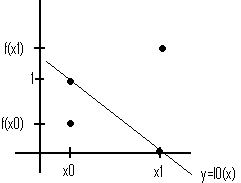 f(x1)
1
f(x0)
x0
x1
y=l0(x)